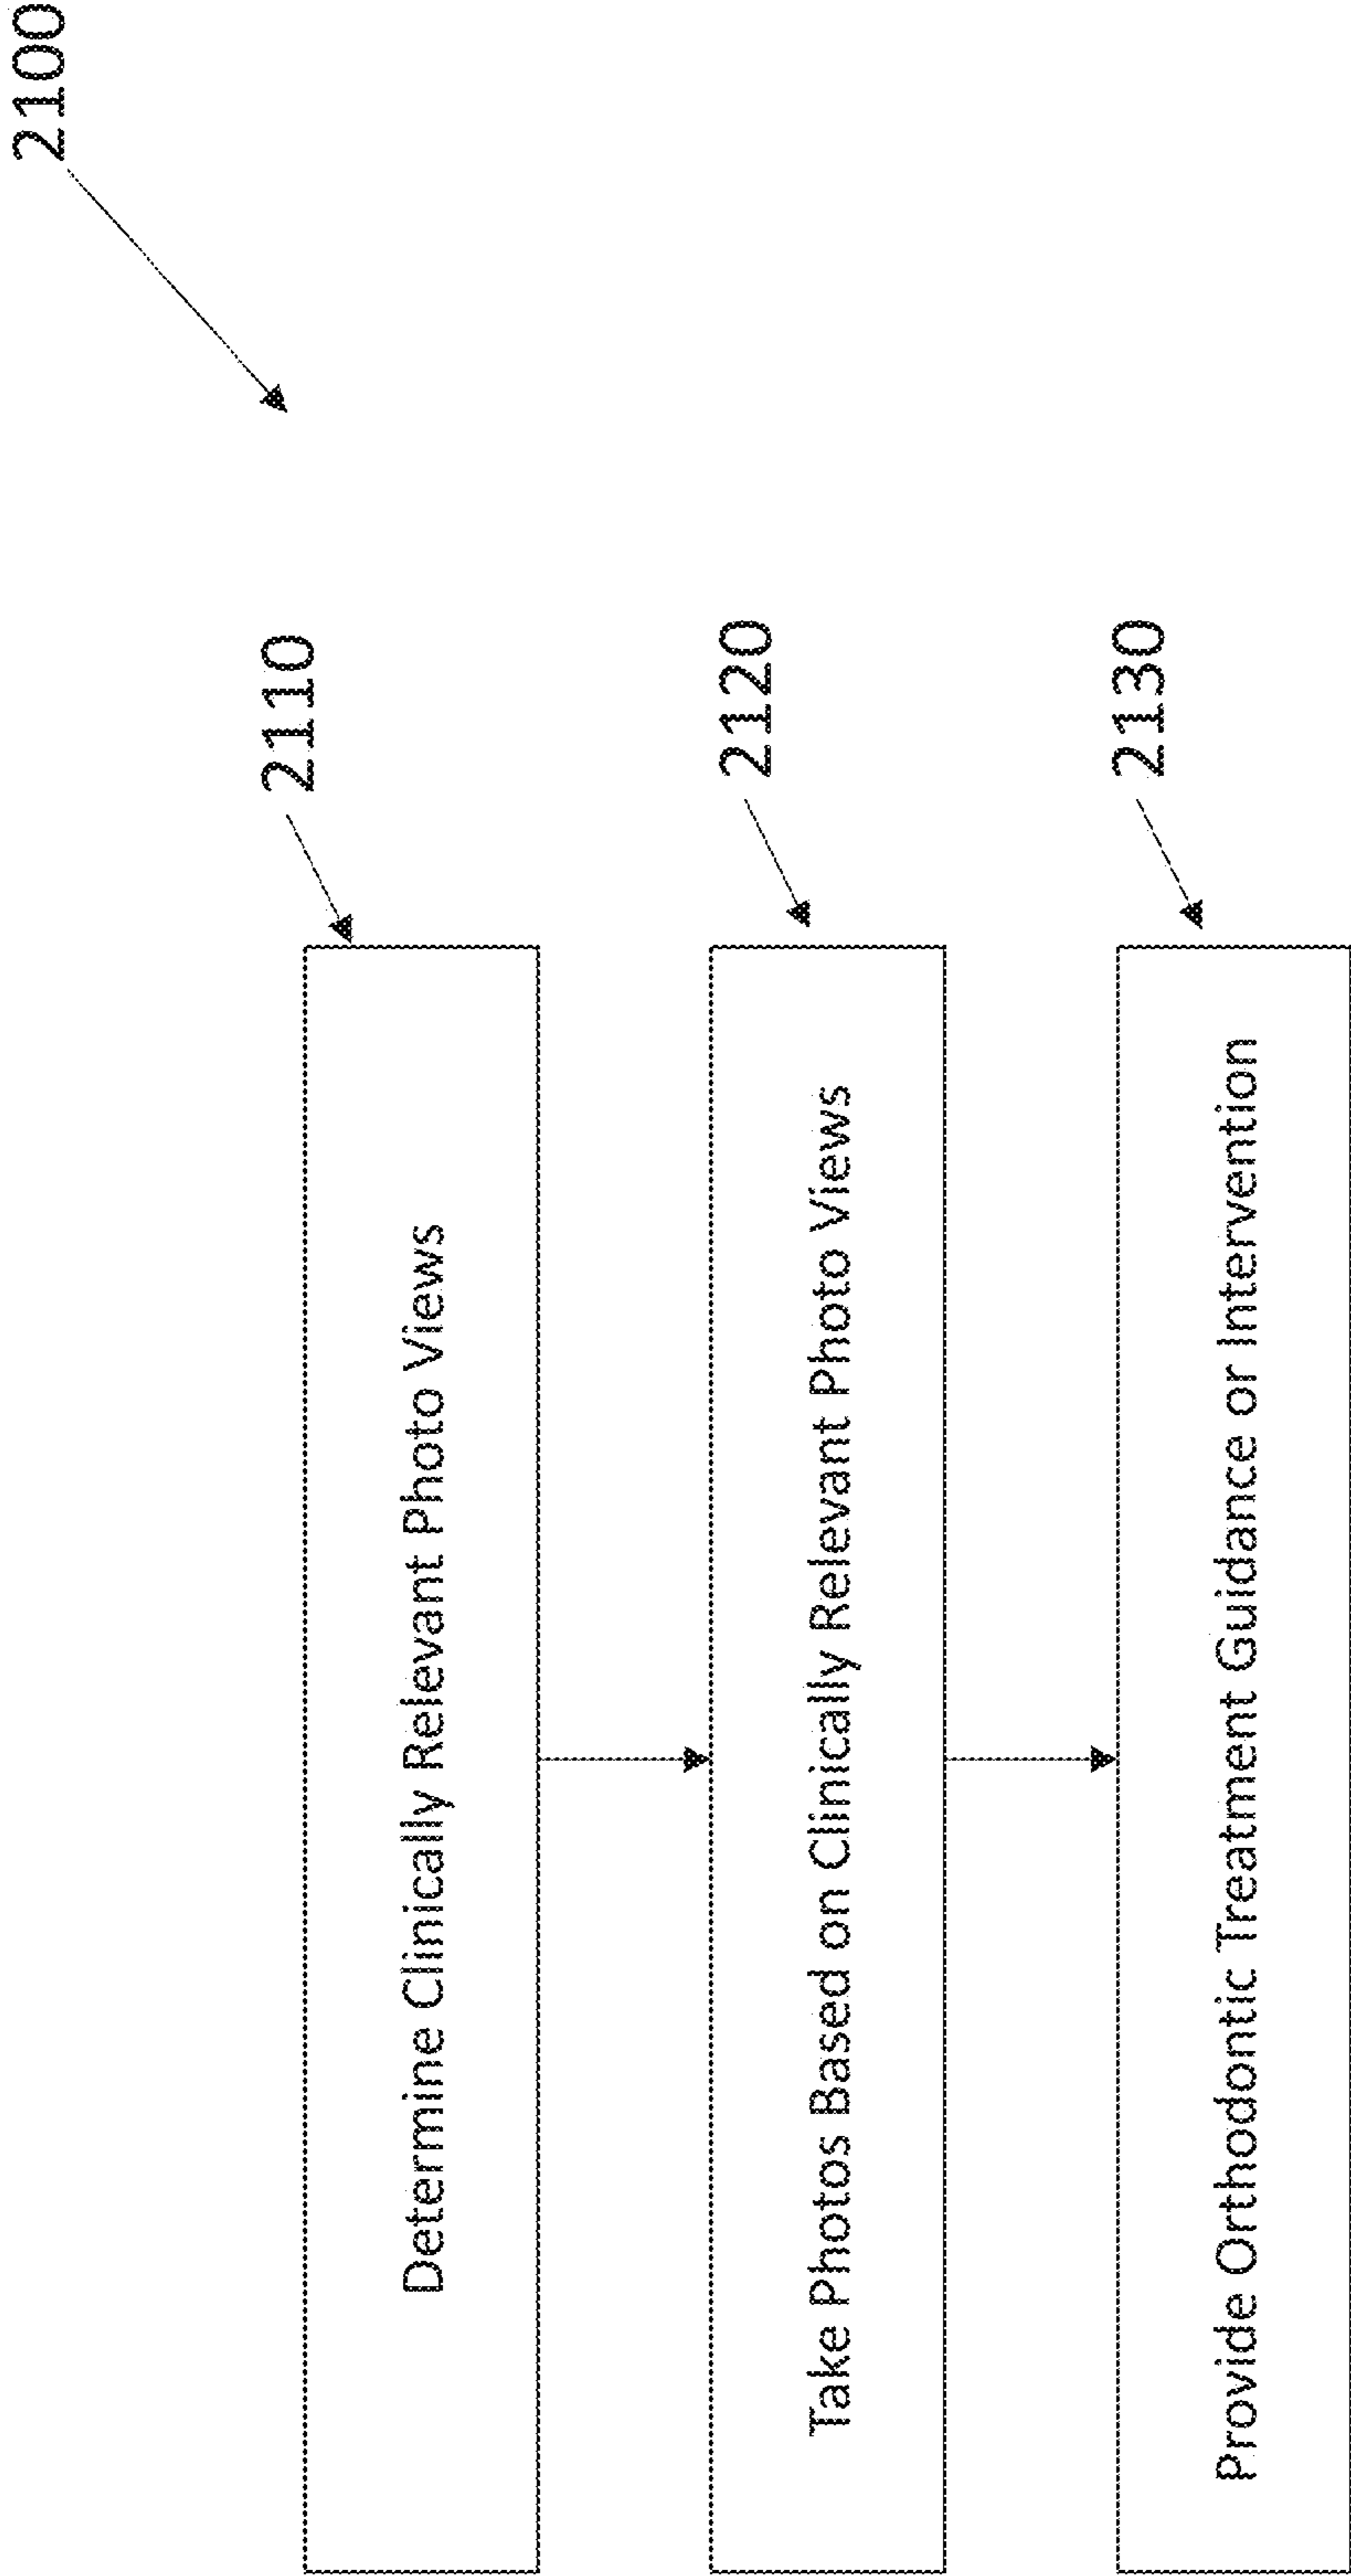 2100
2110
Determine Clinically Relevant Photo Views
2120
Take Photos Based on Clinically Relevant Photo Views
2130
Provide Orthodontic Treatment Guidance or Intervention